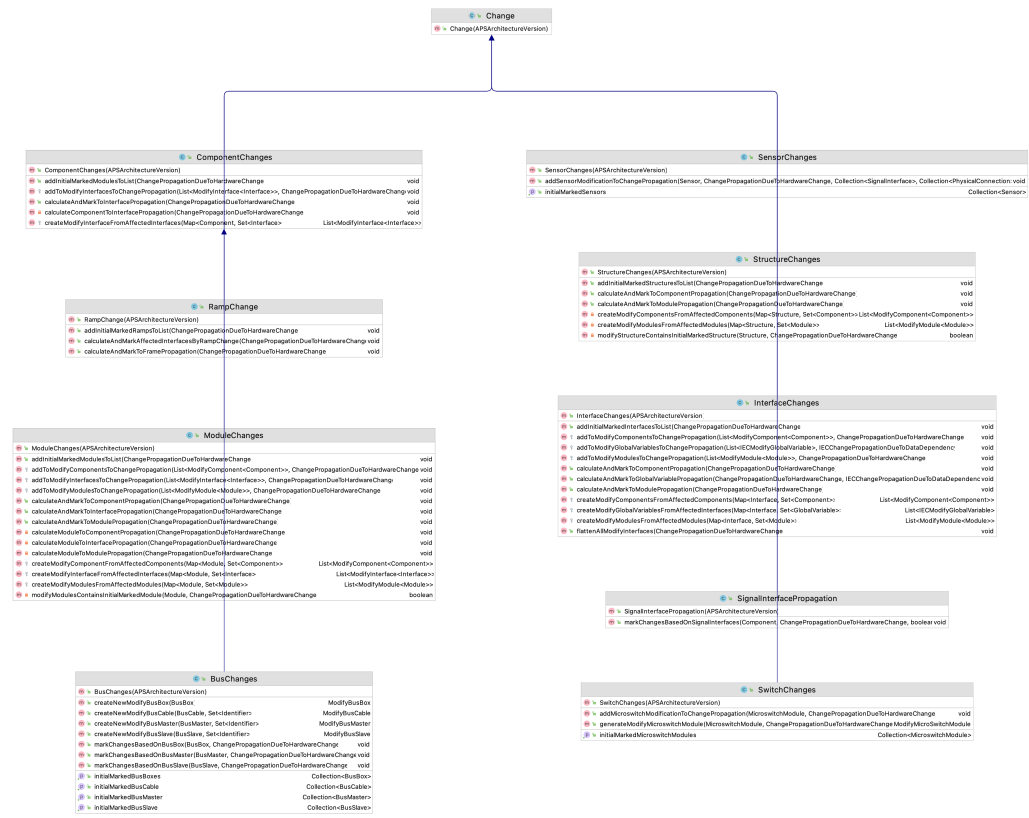 Change
Change(APSArchitectureVersion)
ComponentChanges
ComponentChanges(APSArchitectureVersion)
addInitialMarkedModulesToList(ChangePropagationDueToHardwareChange void
addToModifyInterfacesToChangePropagation(List<ModifyInterface<Interface>>, ChangePropagationDueToHardwareChange void
calculateAndMarkToInterfacePropagation(ChangePropagationDueToHardwareChange void
calculateComponentToInterfacePropagation(ChangePropagationDueToHardwareChange void
createModifyInterfaceFromAffectedInterfaces(Map<Component, Set<Interface> List<ModifyInterface<Interface>>
RampChange
RampChange(APSArchitectureVersion)
addInitialMarkedRampsToList(ChangePropagationDueToHardwareChange void
calculateAndMarkAffectedInterfacesByRampChange(ChangePropagationDueToHardwareChange void
calculateAndMarkToFramePropagation(ChangePropagationDueToHardwareChange void
ModuleChanges
ModuleChanges(APSArchitectureVersion)
addInitialMarkedModulesToList(ChangePropagationDueToHardwareChange void
addToModifyComponentsToChangePropagation(List<ModifyComponent<Component>>, ChangePropagationDueToHardwareChange void
addToModifyInterfacesToChangePropagation(List<ModifyInterface<Interface>>, ChangePropagationDueToHardwareChange void
addToModifyModulesToChangePropagation(List<ModifyModule<Module>>, ChangePropagationDueToHardwareChange void
calculateAndMarkToComponentPropagation(ChangePropagationDueToHardwareChange void
calculateAndMarkToInterfacePropagation(ChangePropagationDueToHardwareChange void
calculateAndMarkToModulePropagation(ChangePropagationDueToHardwareChange void
calculateModuleToComponentPropagation(ChangePropagationDueToHardwareChange void
calculateModuleToInterfacePropagation(ChangePropagationDueToHardwareChange void
calculateModuleToModulePropagation(ChangePropagationDueToHardwareChange void
createModifyComponentFromAffectedComponents(Map<Module, Set<Component>> List<ModifyComponent<Component>>
createModifyInterfaceFromAffectedInterfaces(Map<Module, Set<Interface> List<ModifyInterface<Interface>>
createModifyModulesFromAffectedModules(Map<Module, Set<Module>> List<ModifyModule<Module>>
modifyModulesContainsInitialMarkedModule(Module, ChangePropagationDueToHardwareChange boolean
BusChanges
BusChanges(APSArchitectureVersion)
createNewModifyBusBox(BusBox ModifyBusBox
createNewModifyBusCable(BusCable, Set<Identifier> ModifyBusCable
createNewModifyBusMaster(BusMaster, Set<Identifier> ModifyBusMaster
createNewModifyBusSlave(BusSlave, Set<Identifier> ModifyBusSlave
markChangesBasedOnBusBox(BusBox, ChangePropagationDueToHardwareChange void
markChangesBasedOnBusMaster(BusMaster, ChangePropagationDueToHardwareChange void
markChangesBasedOnBusSlave(BusSlave, ChangePropagationDueToHardwareChange void
initialMarkedBusBoxes Collection<BusBox>
initialMarkedBusCable Collection<BusCable>
initialMarkedBusMaster Collection<BusMaster>
initialMarkedBusSlave Collection<BusSlave>
SensorChanges
SensorChanges(APSArchitectureVersion)
addSensorModificationToChangePropagation(Sensor, ChangePropagationDueToHardwareChange, Collection<SignalInterface>, Collection<PhysicalConnection: void
initialMarkedSensors Collection<Sensor>
StructureChanges
StructureChanges(APSArchitectureVersion)
addInitialMarkedStructuresToList(ChangePropagationDueToHardwareChange void
calculateAndMarkToComponentPropagation(ChangePropagationDueToHardwareChange void
calculateAndMarkToModulePropagation(ChangePropagationDueToHardwareChange void
createModifyComponentsFromAffectedComponents(Map<Structure, Set<Component>> List<ModifyComponent<Component>>
createModifyModulesFromAffectedModules(Map<Structure, Set<Module>> List<ModifyModule<Module>>
modifyStructureContainsInitialMarkedStructure(Structure, ChangePropagationDueToHardwareChange boolean
InterfaceChanges
InterfaceChanges(APSArchitectureVersion)
addInitialMarkedInterfacesToList(ChangePropagationDueToHardwareChange void
addToModifyComponentsToChangePropagation(List<ModifyComponent<Component>>, ChangePropagationDueToHardwareChange void
addToModifyGlobalVariablesToChangePropagation(List<IECModifyGlobalVariable>, IECChangePropagationDueToDataDependency void
addToModifyModulesToChangePropagation(List<ModifyModule<Module>>, ChangePropagationDueToHardwareChange void
calculateAndMarkToComponentPropagation(ChangePropagationDueToHardwareChange void
calculateAndMarkToGlobalVariablePropagation(ChangePropagationDueToHardwareChange, IECChangePropagationDueToDataDependenc void
calculateAndMarkToModulePropagation(ChangePropagationDueToHardwareChange void
createModifyComponentsFromAffectedComponents(Map<Interface, Set<Component> List<ModifyComponent<Component>>
createModifyGlobalVariablesFromAffectedInterfaces(Map<Interface, Set<GlobalVariable> List<IECModifyGlobalVariable>
createModifyModulesFromAffectedModules(Map<Interface, Set<Module> List<ModifyModule<Module>>
flattenAllModifyInterfaces(ChangePropagationDueToHardwareChange void
SignalInterfacePropagation
SignalInterfacePropagation(APSArchitectureVersion
markChangesBasedOnSignalInterfaces(Component, ChangePropagationDueToHardwareChange, boolear void
SwitchChanges
SwitchChanges(APSArchitectureVersion)
addMicroswitchModificationToChangePropagation(MicroswitchModule, ChangePropagationDueToHardwareChange void
generateModifyMicroswitchModule(MicroswitchModule, ChangePropagationDueToHardwareChange ModifyMicroSwitchModule
initialMarkedMicroswitchModules Collection<MicroswitchModule>